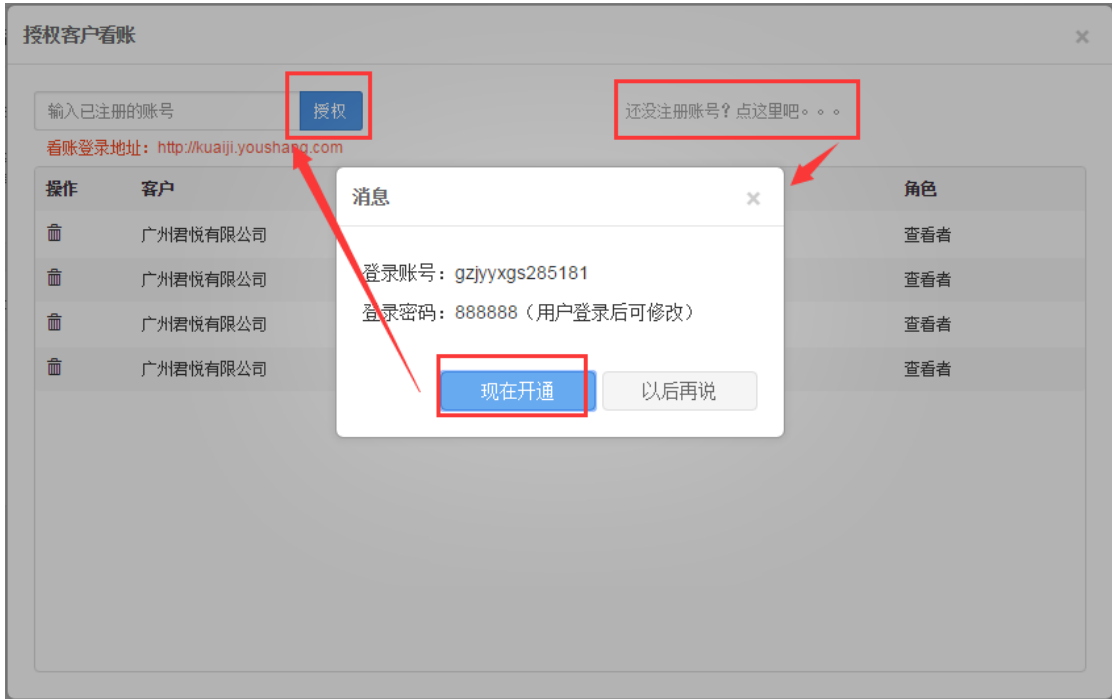 授权客户看账
输入已注册的账号 授权 还没注册账号？点这里吧。。。
看账登录地址：http://kuaiji.youshang.com
操作 客户 角色
广州君悦有限公司 查看者
广州君悦有限公司 查看者
广州君悦有限公司 查看者
广州君悦有限公司 查看者
消息
登录账号：gzjyyxgs285181
登录密码：888888（用户登录后可修改）
现在开通 以后再说